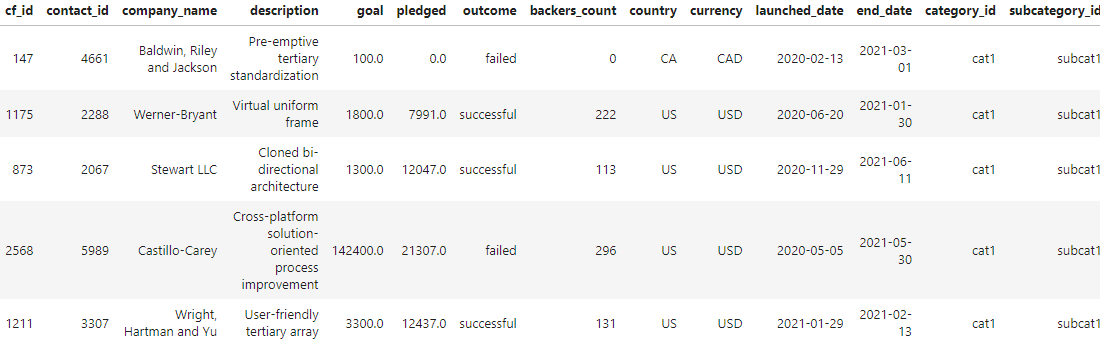 cf_id contact_id company_name description goal pledged outcome backers_count country currency launched_date end_date category_id subcategory_id
147 4661 Baldwin, Riley and Jackson Pre-emptive tertiary standardization 100.0 0.0 failed 0 CA CAD 2020-02-13 2021-03-01 cat1 subcat1
1175 2288 Werner-Bryant Virtual uniform frame 1800.0 7991.0 successful 222 US USD 2020-06-20 2021-01-30 cat1 subcat1
873 2067 Stewart LLC Cloned bi-directional architecture 1300.0 12047.0 successful 113 US USD 2020-11-29 2021-06-11 cat1 subcat1
2568 5989 Castillo-Carey Cross-platform solution-oriented process improvement 142400.0 21307.0 failed 296 US USD 2020-05-05 2021-05-30 cat1 subcat1
1211 3307 Wright, Hartman and Yu User-friendly tertiary array 3300.0 12437.0 successful 131 US USD 2021-01-29 2021-02-13 cat1 subcat1